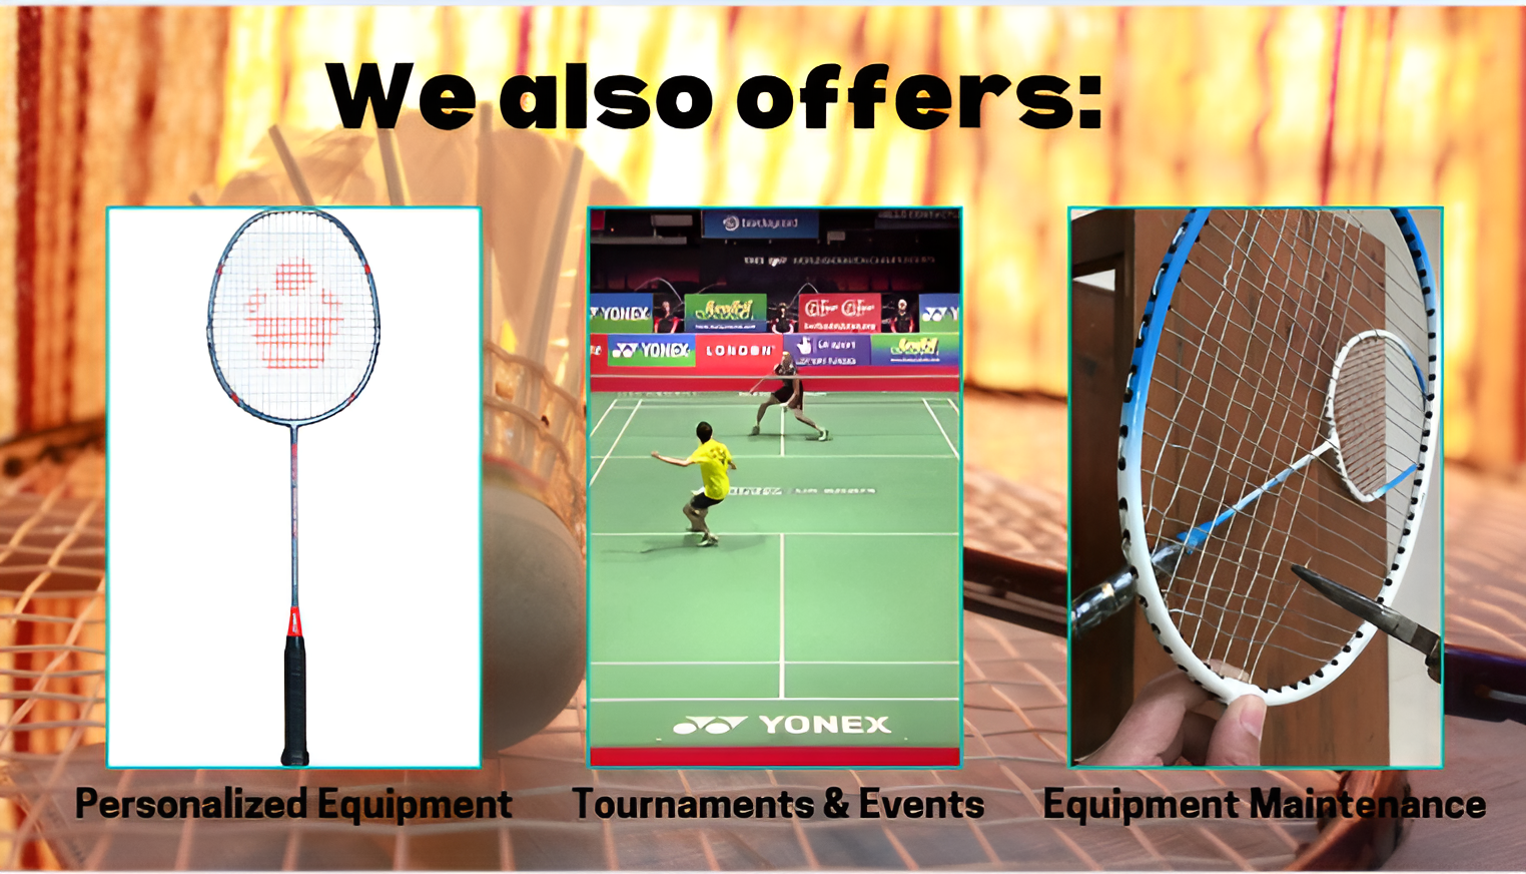 We also offers:
YONEX
YONEX
LONDON
YONEX
Personalized Equipment
Tournaments & Events
Equipment Maintenance